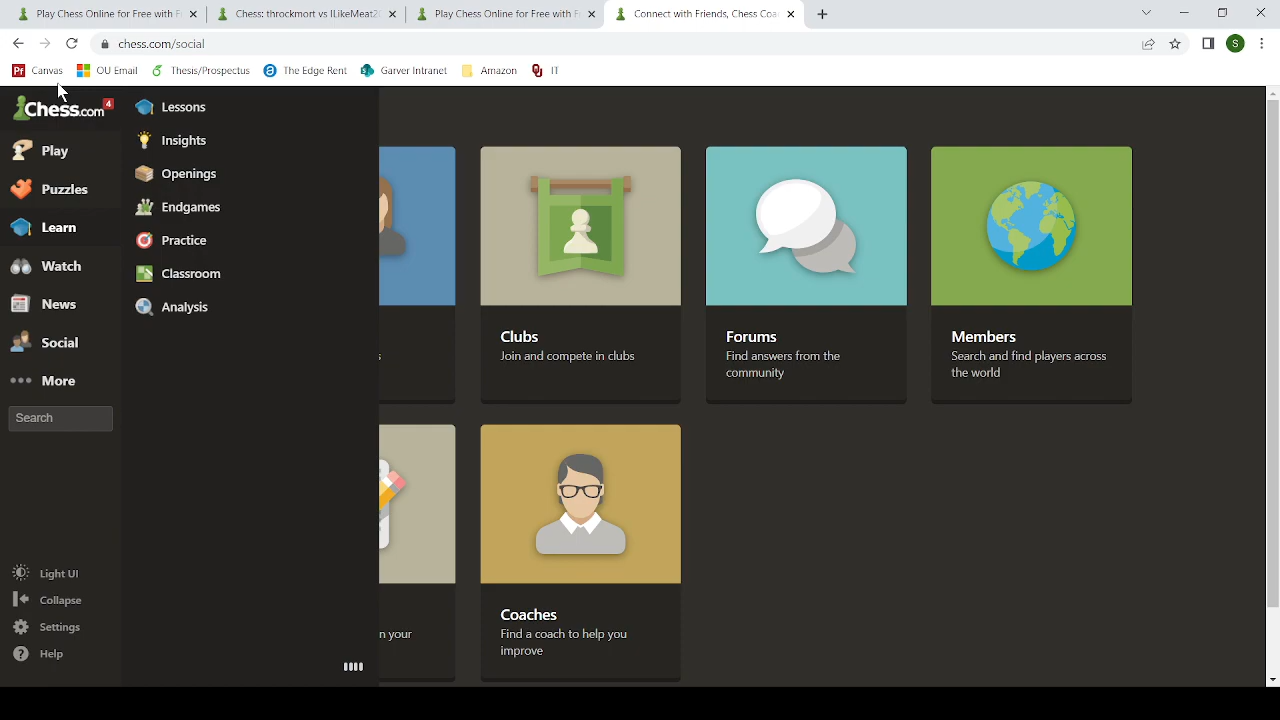 Play Chess Online for Free with F
Chess: throckmort vs ILikeMeat2
Play Chess Online for Free with F
Connect with Friends, Chess Coa
chess.com/social
S
Canvas
OU Email
Thesis/Prospectus
The Edge Rent
Garver Intranet
Amazon
IT
Chess.com
4
Play
Puzzles
Learn
Watch
News
Social
More
Search
Light UI
Collapse
Settings
Help
Lessons
Insights
Openings
Endgames
Practice
Classroom
Analysis
s
Clubs
Join and compete in clubs
Forums
Find answers from the
community
Members
Search and find players across
the world
n your
Coaches
Find a coach to help you
improve